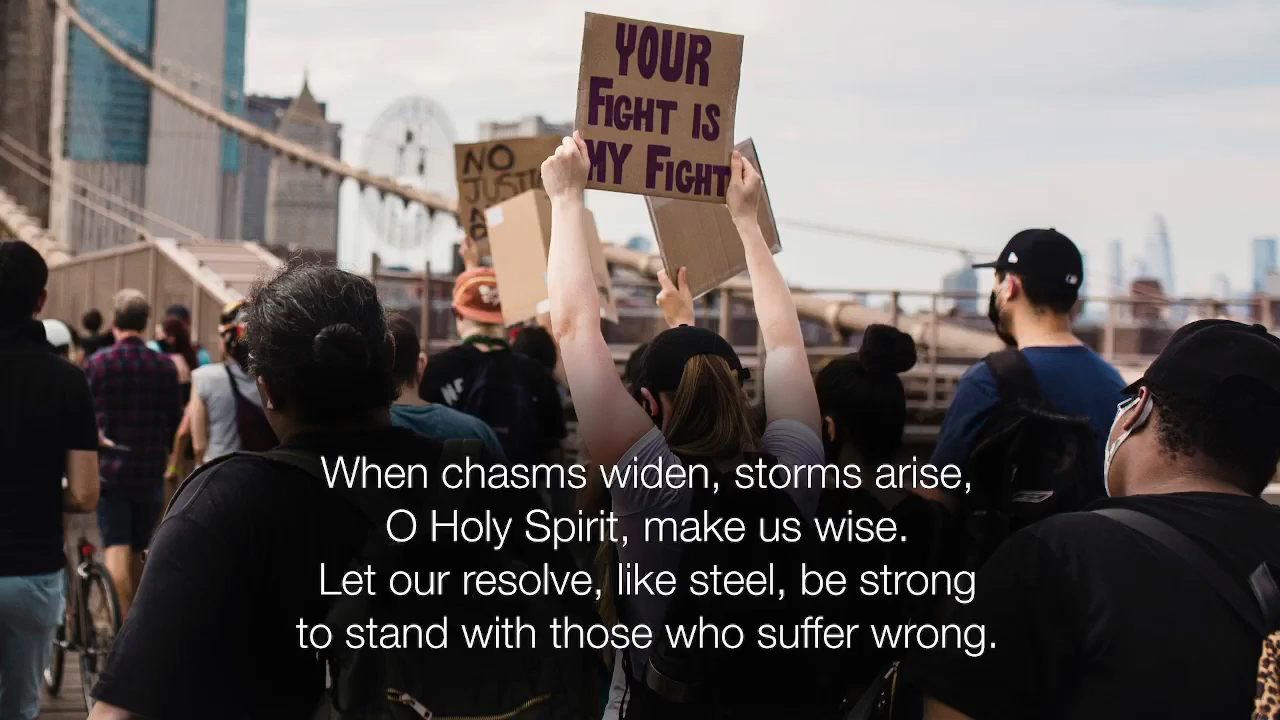 YOUR
FIGHT IS
MY FIGHT
NO
When chasms widen, storms arise,
O Holy Spirit, make us wise.
Let our resolve, like steel, be strong
to stand with those who suffer wrong.